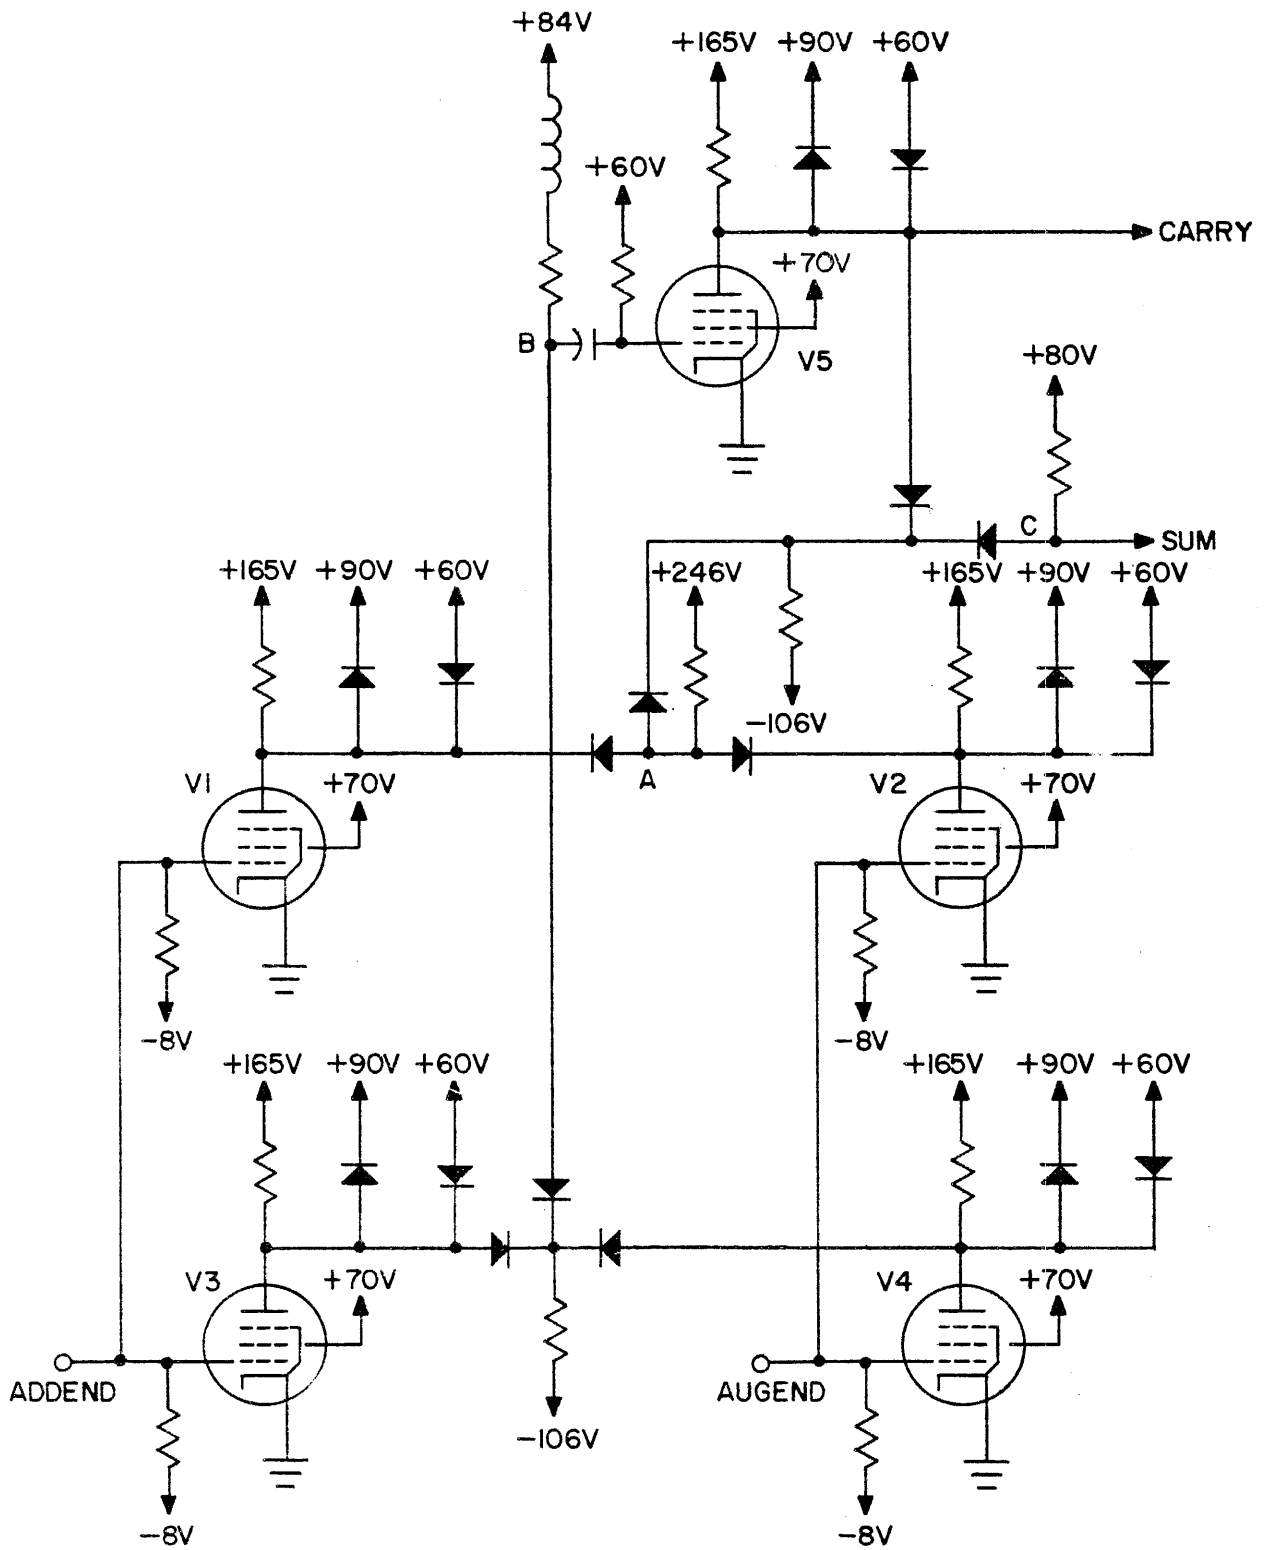 +84V
+165V +90V +60V
+60V
CARRY
+70V
B
V5
+80V
C
SUM
+165V +90V +60V
+246V
+165V +90V +60V
-106V
A
V1
+70V
V2
+70V
-8V
-8V
+165V +90V +60V
+165V +90V +60V
V3
+70V
V4
+70V
ADDEND
AUGEND
-106V
-8V
-8V